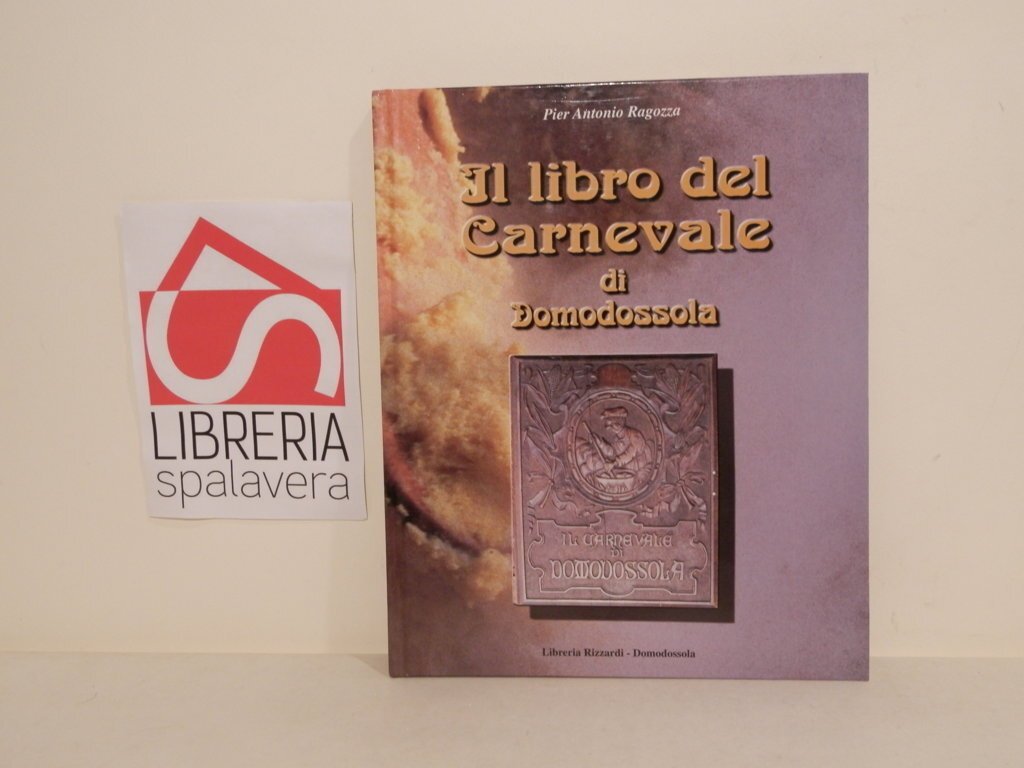 LIBRERIA
spalavera
Pier Antonio Ragozza
Il libro del
Carnevale
di
Domodossola
IL CARNEVALE
DI
DOMODOSSOLA
Libreria Rizzardi - Domodossola